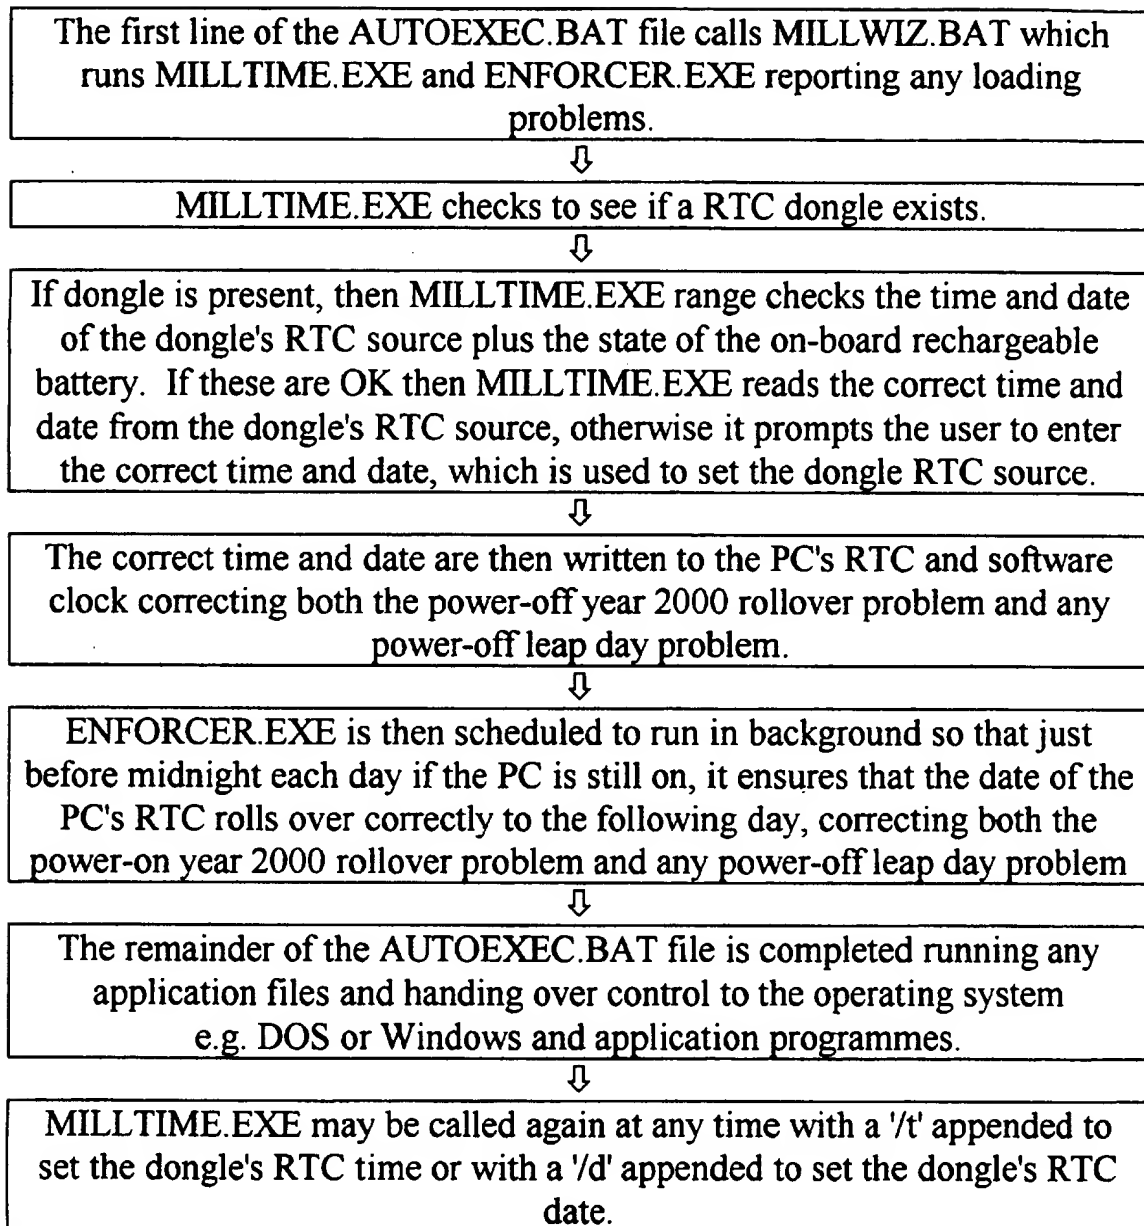 The first line of the AUTOEXEC.BAT file calls MILLWIZ.BAT which
runs MILLTIME.EXE and ENFORCER.EXE reporting any loading
problems.
MILLTIME.EXE checks to see if a RTC dongle exists.
If dongle is present, then MILLTIME.EXE range checks the time and date
of the dongle's RTC source plus the state of the on-board rechargeable
battery. If these are OK then MILLTIME.EXE reads the correct time and
date from the dongle's RTC source, otherwise it prompts the user to enter
the correct time and date, which is used to set the dongle RTC source.
The correct time and date are then written to the PC's RTC and software
clock correcting both the power-off year 2000 rollover problem and any
power-off leap day problem.
ENFORCER.EXE is then scheduled to run in background so that just
before midnight each day if the PC is still on, it ensures that the date of the
PC's RTC rolls over correctly to the following day, correcting both the
power-on year 2000 rollover problem and any power-off leap day problem
The remainder of the AUTOEXEC.BAT file is completed running any
application files and handing over control to the operating system
e.g. DOS or Windows and application programmes.
MILLTIME.EXE may be called again at any time with a '/t' appended to
set the dongle's RTC time or with a '/d' appended to set the dongle's RTC
date.